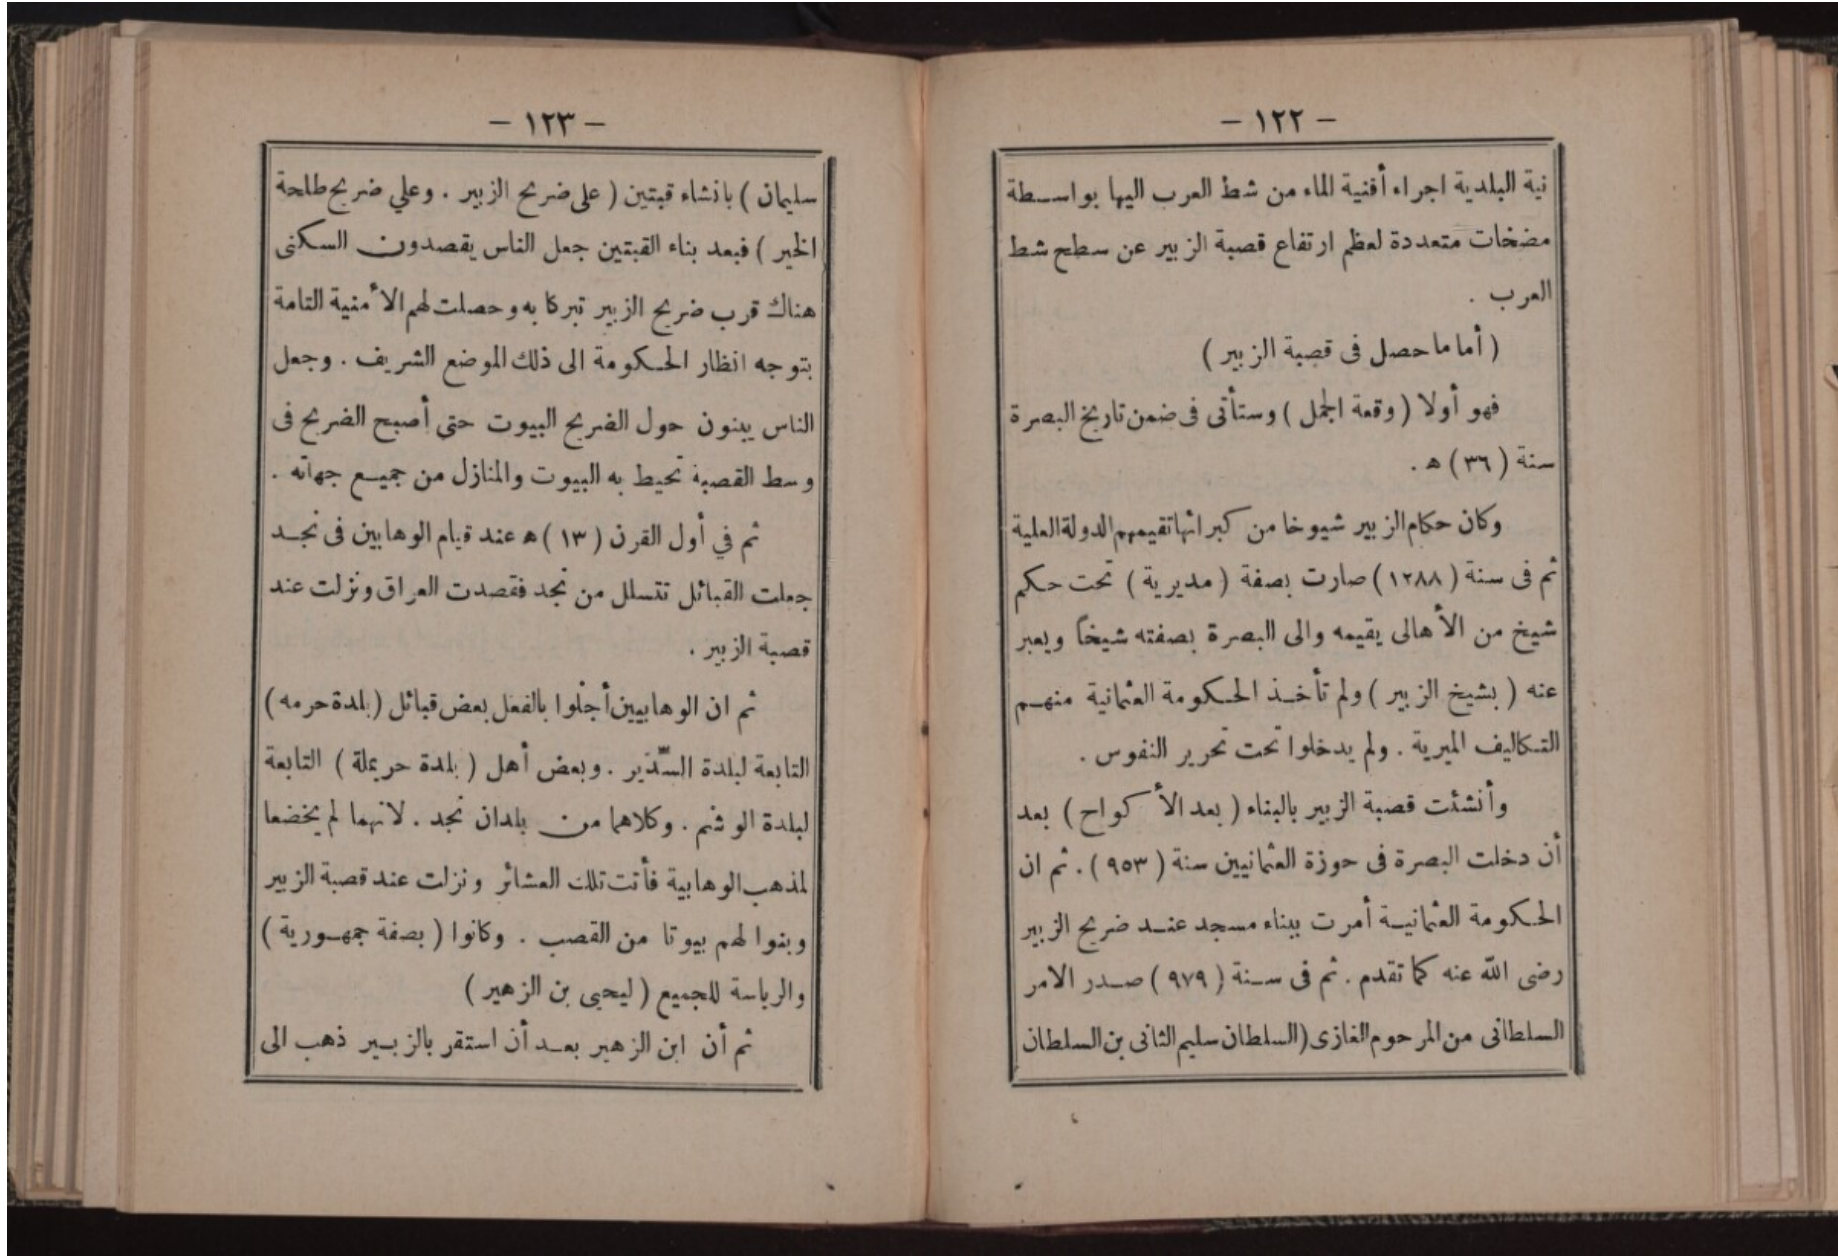 — ١٢٢ —
نية البلدية اجراء أقنية الماء من شط العرب اليها بواسطة
مضخات متعددة لعظم ارتفاع قصبة الزبير عن سطح شط
العرب .
( أما ما حصل فى قصبة الزبير )
فهو أولا ( وقعة الجمل ) وستأتى فى ضمن تاريخ البصرة
سنة ( ٣٦ ) ه .
وكان حكام الزبير شيوخا من كبرائها تقيمهم الدولة العلية
ثم فى سنة ( ١٢٨٨ ) صارت بصفة ( مديرية ) تحت حكم
شيخ من الأهالى يقيمه والى البصرة بصفته شيخاً ويعبر
عنه ( بشيخ الزبير ) ولم تأخذ الحكومة العثمانية منهم
التكاليف الميرية . ولم يدخلوا تحت تحرير النفوس .
وأنشئت قصبة الزبير بالبناء ( بعد الأكواح ) بعد
أن دخلت البصرة فى حوزة العثمانيين سنة ( ٩٥٣ ) . ثم ان
الحكومة العثمانية أمرت ببناء مسجد عند ضريح الزبير
رضى الله عنه كما تقدم . ثم فى سنة ( ٩٧٩ ) صدر الامر
السلطانى من المرحوم الغازى ( السلطان سليم الثانى بن السلطان
— ١٢٣ —
سليمان ) بانشاء قبتين ( على ضريح الزبير . وعلي ضريح طلحة
الخير ) فبعد بناء القبتين جعل الناس يقصدون السكنى
هناك قرب ضريح الزبير تبركا به وحصلت لهم الأمنية التامة
بتوجه انظار الحكومة الى ذلك الموضع الشريف . وجعل
الناس يبنون حول الضريح البيوت حتى أصبح الضريح فى
وسط القصبة تحيط به البيوت والمنازل من جميع جهاته .
ثم في أول القرن ( ١٣ ) ه عند قيام الوهابين فى نجد
جعلت القبائل تتسلل من نجد فقصدت العراق ونزلت عند
قصبة الزبير .
ثم ان الوهابيين أجلوا بالفعل بعض قبائل ( بلدة حرمه )
التابعة لبلدة السّدير . وبعض أهل ( بلدة حريملة ) التابعة
لبلدة الوشم . وكلاهما من بلدان نجد . لانهما لم يخضعا
لمذهب الوهابية فأتت تلك العشائر ونزلت عند قصبة الزبير
وبنوا لهم بيوتا من القصب . وكانوا ( بصفة جمهورية )
والرياسة للجميع ( ليحيى بن الزهير )
ثم أن ابن الزهير بعد أن استقر بالزبير ذهب الى